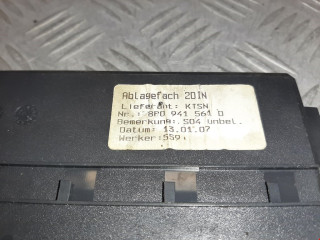 Ablagefach 2DIN
Lieferant: KTSN
Nr.: 8P0 941 561 D
Bemerkung: S04 unbel.
Datum: 13.01.07
Werker: 559